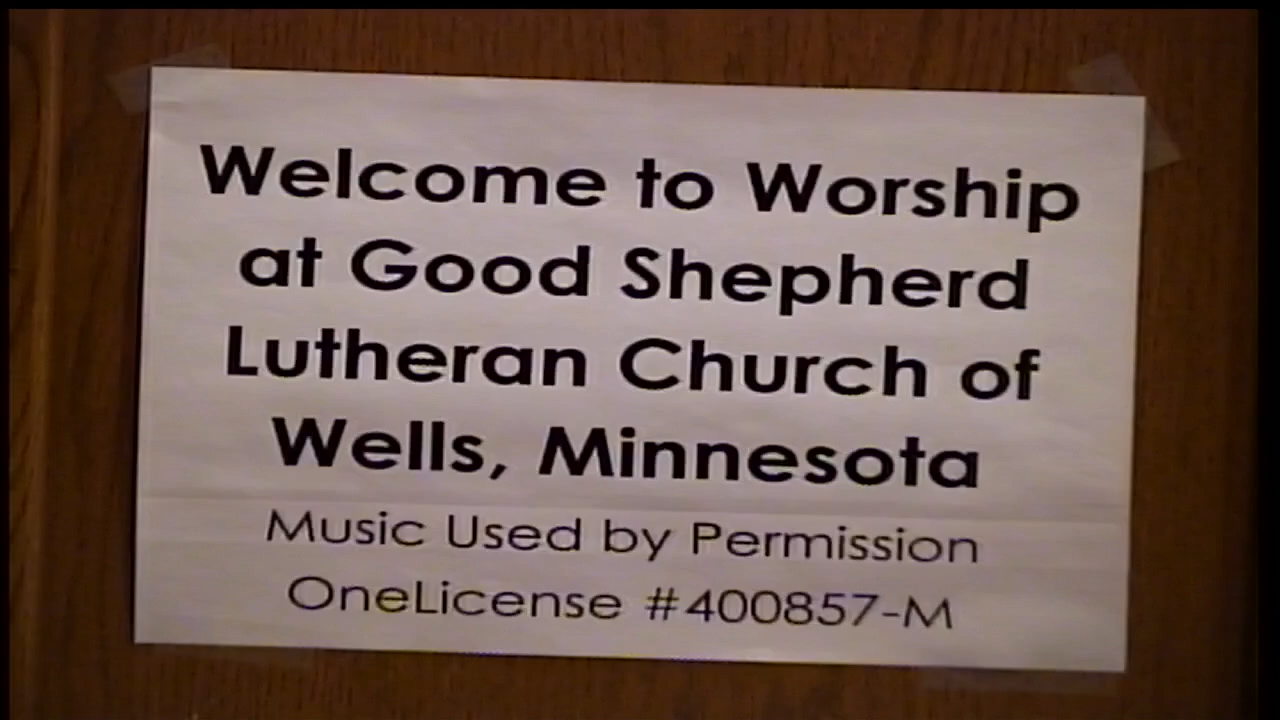 Welcome to Worship
at Good Shepherd
Lutheran Church of
Wells, Minnesota
Music Used by Permission
OneLicense #400857-M